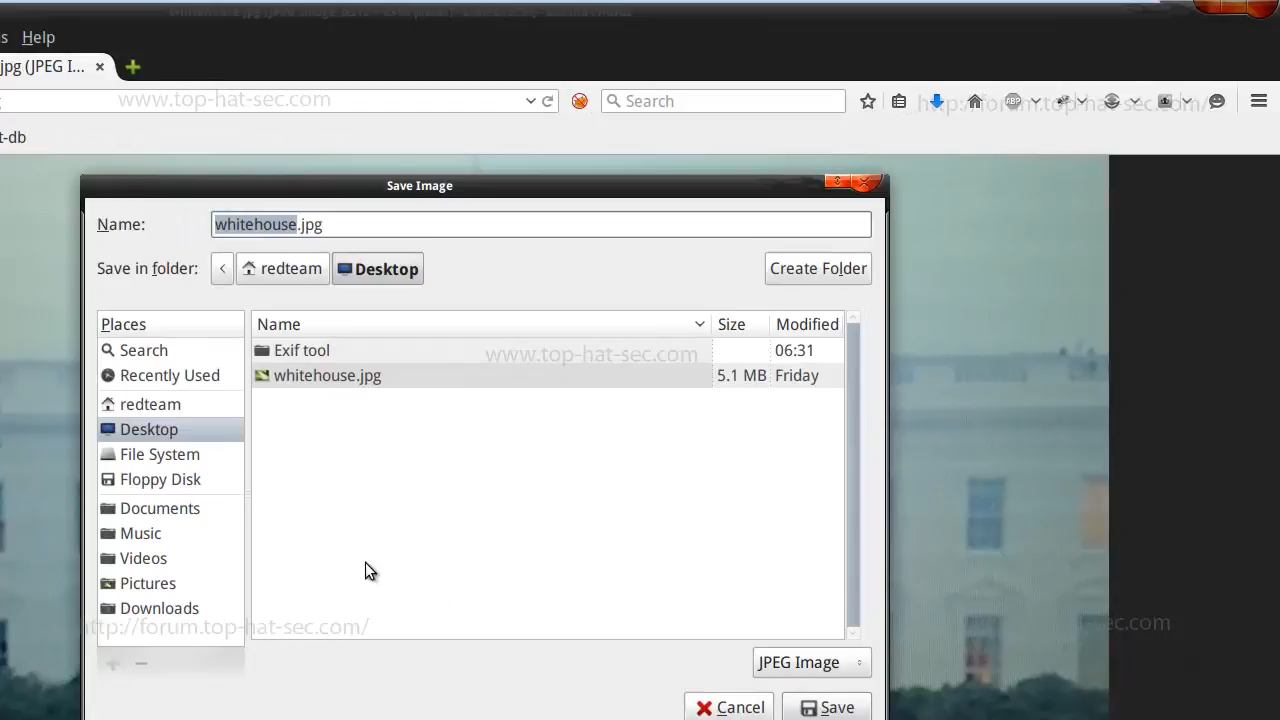 s Help
jpg (JPEG I...
www.top-hat-sec.com
Search
ABP
http://forum.top-hat-sec.com/
t-db
Save Image
Name: whitehouse.jpg
Save in folder: redteam Desktop Create Folder
Places Name Size Modified
Search Exif tool 06:31
www.top-hat-sec.com
Recently Used whitehouse.jpg 5.1 MB Friday
redteam
Desktop
File System
Floppy Disk
Documents
Music
Videos
Pictures
Downloads
http://forum.top-hat-sec.com/
sec.com
JPEG Image
Cancel Save